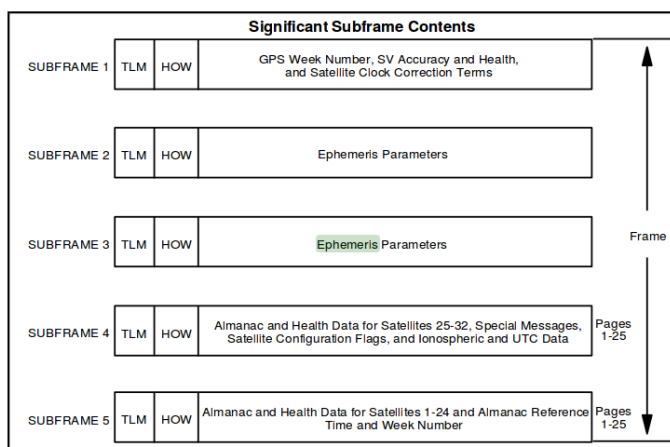 Significant Subframe Contents
SUBFRAME 1 TLM HOW GPS Week Number, SV Accuracy and Health,
and Satellite Clock Correction Terms
SUBFRAME 2 TLM HOW Ephemeris Parameters
SUBFRAME 3 TLM HOW Ephemeris Parameters
Frame
SUBFRAME 4 TLM HOW Almanac and Health Data for Satellites 25-32, Special Messages,
Satellite Configuration Flags, and Ionospheric and UTC Data
Pages
1-25
SUBFRAME 5 TLM HOW Almanac and Health Data for Satellites 1-24 and Almanac Reference
Time and Week Number
Pages
1-25